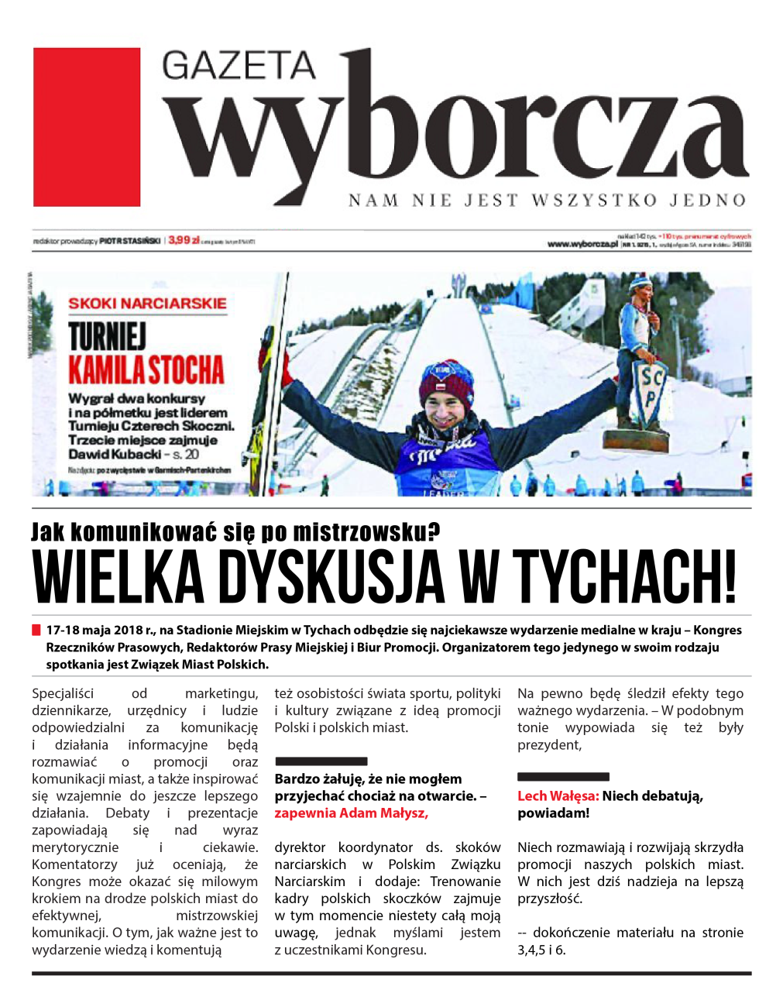 GAZETA
wyborcza
NAM NIE JEST WSZYSTKO JEDNO
redaktor prowadzący PIOTR STASIŃSKI | 3,99 zł
nakład 142 tys. +110 tys. prenumerat cyfrowych
www.wyborcza.pl | NR 1. 9215, 1,
SKOKI NARCIARSKIE
TURNIEJ
KAMILA STOCHA
Wygrał dwa konkursy
i na półmetku jest liderem
Turnieju Czterech Skoczni.
Trzecie miejsce zajmuje
Dawid Kubacki – s. 20
Na zdjęciu: po zwycięstwie w Garmisch-Partenkirchen
SC
P
LEADER
Jak komunikować się po mistrzowsku?
WIELKA DYSKUSJA W TYCHACH!
17-18 maja 2018 r., na Stadionie Miejskim w Tychach odbędzie się najciekawsze wydarzenie medialne w kraju – Kongres
Rzeczników Prasowych, Redaktorów Prasy Miejskiej i Biur Promocji. Organizatorem tego jedynego w swoim rodzaju
spotkania jest Związek Miast Polskich.
Specjaliści od marketingu,
dziennikarze, urzędnicy i ludzie
odpowiedzialni za komunikację
i działania informacyjne będą
rozmawiać o promocji oraz
komunikacji miast, a także inspirować
się wzajemnie do jeszcze lepszego
działania. Debaty i prezentacje
zapowiadają się nad wyraz
merytorycznie i ciekawie.
Komentatorzy już oceniają, że
Kongres może okazać się milowym
krokiem na drodze polskich miast do
efektywnej, mistrzowskiej
komunikacji. O tym, jak ważne jest to
wydarzenie wiedzą i komentują
też osobistości świata sportu, polityki
i kultury związane z ideą promocji
Polski i polskich miast.
Bardzo żałuję, że nie mogłem
przyjechać chociaż na otwarcie. –
zapewnia Adam Małysz,
dyrektor koordynator ds. skoków
narciarskich w Polskim Związku
Narciarskim i dodaje: Trenowanie
kadry polskich skoczków zajmuje
w tym momencie niestety całą moją
uwagę, jednak myślami jestem
z uczestnikami Kongresu.
Na pewno będę śledził efekty tego
ważnego wydarzenia. – W podobnym
tonie wypowiada się też były
prezydent,
Lech Wałęsa: Niech debatują,
powiadam!
Niech rozmawiają i rozwijają skrzydła
promocji naszych polskich miast.
W nich jest dziś nadzieja na lepszą
przyszłość.
-- dokończenie materiału na stronie
3,4,5 i 6.